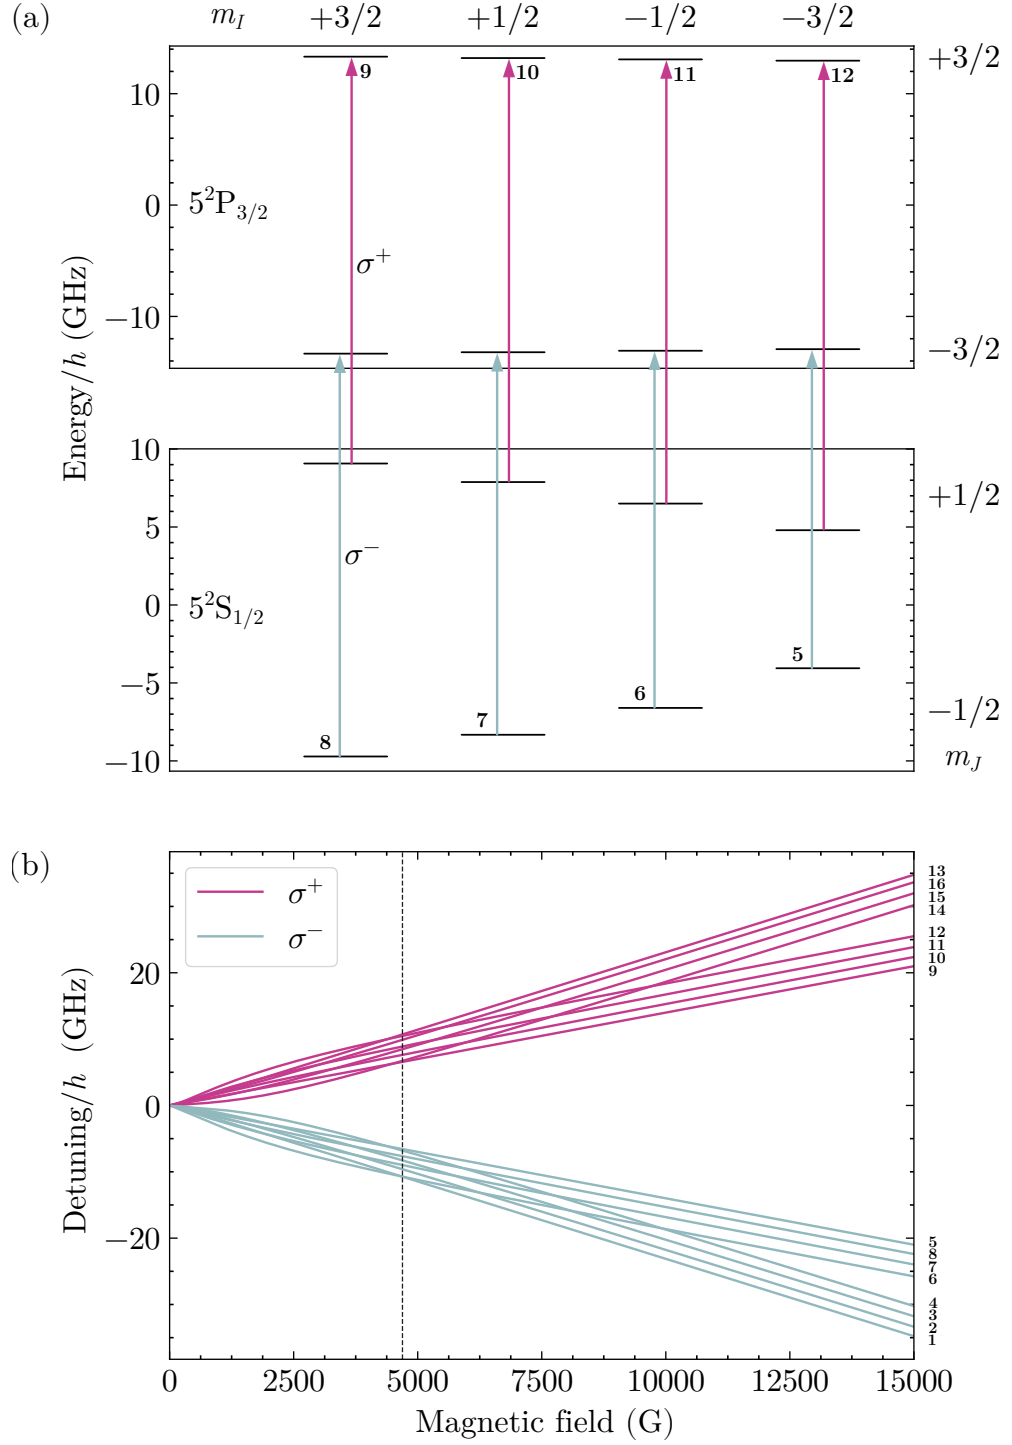 (a)
m_I +3/2 +1/2 −1/2 −3/2
+3/2
9 10 11 12
10
5²P₃/₂
0
σ⁺
−10
−3/2
Energy/h (GHz)
10
+1/2
5
σ⁻
5²S₁/₂
0
5
−5
6
−1/2
7
8
−10
m_J
(b)
σ⁺
σ⁻
13
16
15
14
12
11
10
9
20
0
−20
Detuning/h (GHz)
5
8
7
6
4
3
2
1
0 2500 5000 7500 10000 12500 15000
Magnetic field (G)